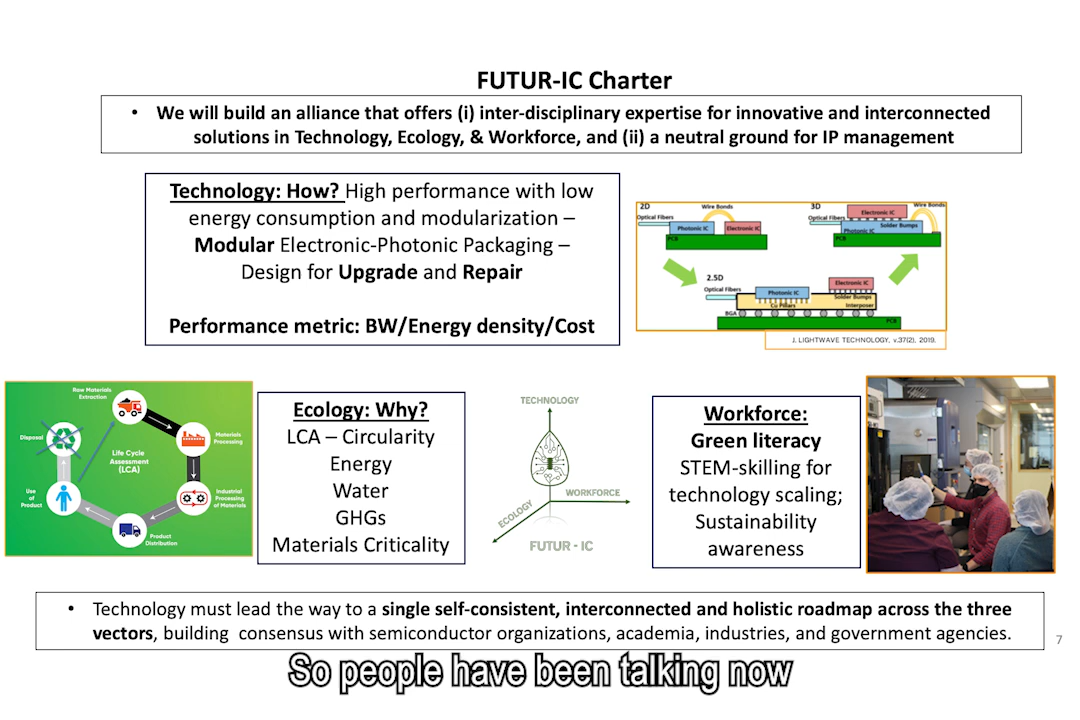 FUTUR-IC Charter
• We will build an alliance that offers (i) inter-disciplinary expertise for innovative and interconnected
solutions in Technology, Ecology, & Workforce, and (ii) a neutral ground for IP management
Technology: How? High performance with low
energy consumption and modularization –
Modular Electronic-Photonic Packaging –
Design for Upgrade and Repair
Performance metric: BW/Energy density/Cost
2D
Wire Bonds
Optical Fibers
Photonic IC
Electronic IC
PCB
3D
Wire Bonds
Electronic IC
Optical Fibers
Solder Bumps
Photonic IC
PCB
2.5D
Electronic IC
Optical Fibers
Photonic IC
Solder Bumps
Cu Pillars
Interposer
BGA
PCB
J. LIGHTWAVE TECHNOLOGY, v.37(2), 2019.
Raw Materials
Extraction
Disposal
Materials
Processing
Life Cycle
Assessment
(LCA)
Use
of
Product
Industrial
Processing
of Materials
Product
Distribution
Ecology: Why?
LCA – Circularity
Energy
Water
GHGs
Materials Criticality
TECHNOLOGY
WORKFORCE
ECOLOGY
FUTUR - IC
Workforce:
Green literacy
STEM-skilling for
technology scaling;
Sustainability
awareness
• Technology must lead the way to a single self-consistent, interconnected and holistic roadmap across the three
vectors, building consensus with semiconductor organizations, academia, industries, and government agencies.
7
So people have been talking now